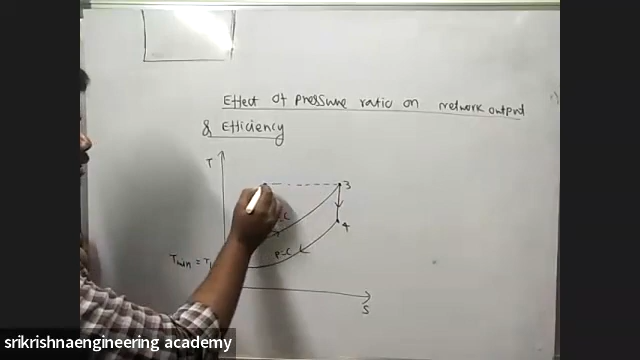 Effect of pressure ratio on network output
& Efficiency
T
3
4
P=C
Tmin = T1
S
srikrishnaengineering academy